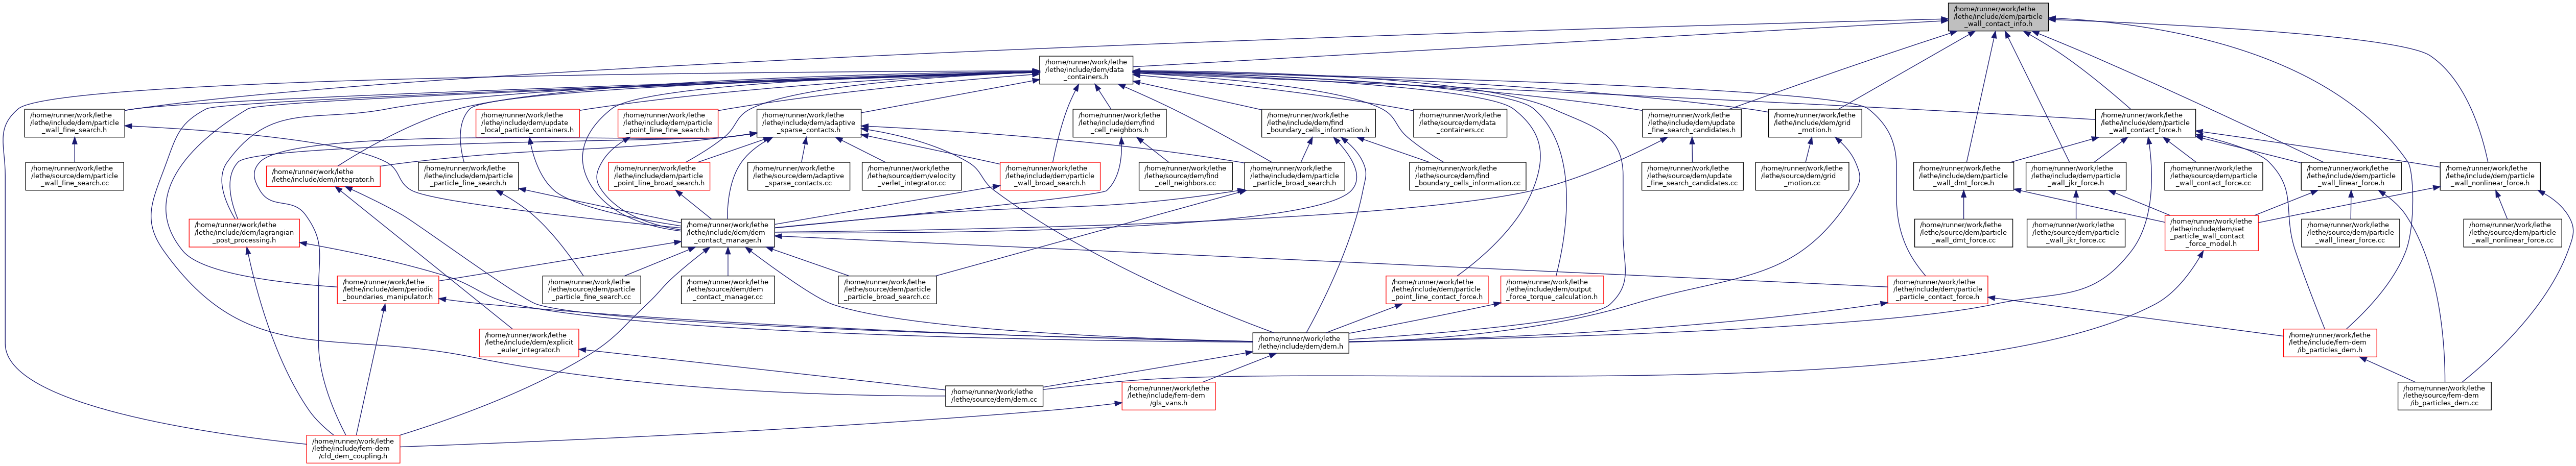 /home/runner/work/lethe
/lethe/include/dem/particle
_wall_contact_info.h
/home/runner/work/lethe
/lethe/include/dem/data
_containers.h
/home/runner/work/lethe
/lethe/include/dem/particle
_wall_fine_search.h
/home/runner/work/lethe
/lethe/include/dem/update
_local_particle_containers.h
/home/runner/work/lethe
/lethe/include/dem/particle
_point_line_fine_search.h
/home/runner/work/lethe
/lethe/include/dem/adaptive
_sparse_contacts.h
/home/runner/work/lethe
/lethe/include/dem/find
_cell_neighbors.h
/home/runner/work/lethe
/lethe/include/dem/find
_boundary_cells_information.h
/home/runner/work/lethe
/lethe/source/dem/data
_containers.cc
/home/runner/work/lethe
/lethe/include/dem/update
_fine_search_candidates.h
/home/runner/work/lethe
/lethe/include/dem/grid
_motion.h
/home/runner/work/lethe
/lethe/include/dem/particle
_wall_contact_force.h
/home/runner/work/lethe
/lethe/source/dem/particle
_wall_fine_search.cc
/home/runner/work/lethe
/lethe/include/dem/integrator.h
/home/runner/work/lethe
/lethe/include/dem/particle
_particle_fine_search.h
/home/runner/work/lethe
/lethe/include/dem/particle
_point_line_broad_search.h
/home/runner/work/lethe
/lethe/source/dem/adaptive
_sparse_contacts.cc
/home/runner/work/lethe
/lethe/source/dem/velocity
_verlet_integrator.cc
/home/runner/work/lethe
/lethe/include/dem/particle
_wall_broad_search.h
/home/runner/work/lethe
/lethe/source/dem/find
_cell_neighbors.cc
/home/runner/work/lethe
/lethe/include/dem/particle
_particle_broad_search.h
/home/runner/work/lethe
/lethe/source/dem/find
_boundary_cells_information.cc
/home/runner/work/lethe
/lethe/source/dem/update
_fine_search_candidates.cc
/home/runner/work/lethe
/lethe/source/dem/grid
_motion.cc
/home/runner/work/lethe
/lethe/include/dem/particle
_wall_dmt_force.h
/home/runner/work/lethe
/lethe/include/dem/particle
_wall_jkr_force.h
/home/runner/work/lethe
/lethe/source/dem/particle
_wall_contact_force.cc
/home/runner/work/lethe
/lethe/include/dem/particle
_wall_linear_force.h
/home/runner/work/lethe
/lethe/include/dem/particle
_wall_nonlinear_force.h
/home/runner/work/lethe
/lethe/include/dem/lagrangian
_post_processing.h
/home/runner/work/lethe
/lethe/include/dem/dem
_contact_manager.h
/home/runner/work/lethe
/lethe/source/dem/particle
_wall_dmt_force.cc
/home/runner/work/lethe
/lethe/source/dem/particle
_wall_jkr_force.cc
/home/runner/work/lethe
/lethe/include/dem/set
_particle_wall_contact
_force_model.h
/home/runner/work/lethe
/lethe/source/dem/particle
_wall_linear_force.cc
/home/runner/work/lethe
/lethe/source/dem/particle
_wall_nonlinear_force.cc
/home/runner/work/lethe
/lethe/include/dem/periodic
_boundaries_manipulator.h
/home/runner/work/lethe
/lethe/source/dem/particle
_particle_fine_search.cc
/home/runner/work/lethe
/lethe/source/dem/dem
_contact_manager.cc
/home/runner/work/lethe
/lethe/source/dem/particle
_particle_broad_search.cc
/home/runner/work/lethe
/lethe/include/dem/particle
_point_line_contact_force.h
/home/runner/work/lethe
/lethe/include/dem/output
_force_torque_calculation.h
/home/runner/work/lethe
/lethe/include/dem/particle
_particle_contact_force.h
/home/runner/work/lethe
/lethe/include/dem/explicit
_euler_integrator.h
/home/runner/work/lethe
/lethe/include/dem/dem.h
/home/runner/work/lethe
/lethe/include/fem-dem
/ib_particles_dem.h
/home/runner/work/lethe
/lethe/source/dem/dem.cc
/home/runner/work/lethe
/lethe/include/fem-dem
/gls_vans.h
/home/runner/work/lethe
/lethe/source/fem-dem
/ib_particles_dem.cc
/home/runner/work/lethe
/lethe/include/fem-dem
/cfd_dem_coupling.h